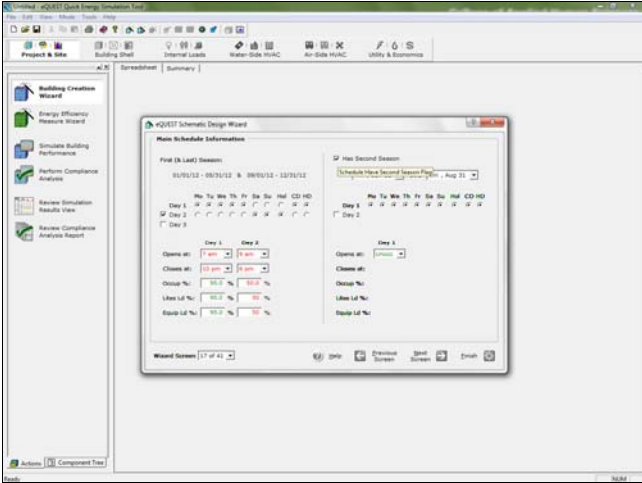 Untitled - eQUEST Quick Energy Simulation Tool
File Edit View Mode Tools Help
Project & Site Building Shell Internal Loads Water-Side HVAC Air-Side HVAC Utility & Economics
Spreadsheet Summary
Building Creation
Wizard
Energy Efficiency
Measure Wizard
Simulate Building
Performance
Perform Compliance
Analysis
Review Simulation
Results View
Review Compliance
Analysis Report
eQUEST Schematic Design Wizard
Main Schedule Information
First (& Last) Season:
01/01/12 - 05/31/12 & 09/01/12 - 12/31/12
Mo Tu We Th Fr Sa Su Hol CD HD
Day 1
Day 2
Day 3
Day 1 Day 2
Opens at: 7 am 9 am
Closes at:
Occup %: 95.0 % 50.0 %
Lites Ld %: 95.0 % 50 %
Equip Ld %: 95.0 % 50 %
Has Second Season
Schedule Have Second Season Flag
, Aug 31
Mo Tu We Th Fr Sa Su Hol CD HD
Day 1
Day 2
Day 1
Opens at: Unocc
Closes at:
Occup %:
Lites Ld %:
Equip Ld %:
Wizard Screen 17 of 41
Help
Previous
Screen
Next
Screen
Finish
Actions Component Tree
Ready
NUM